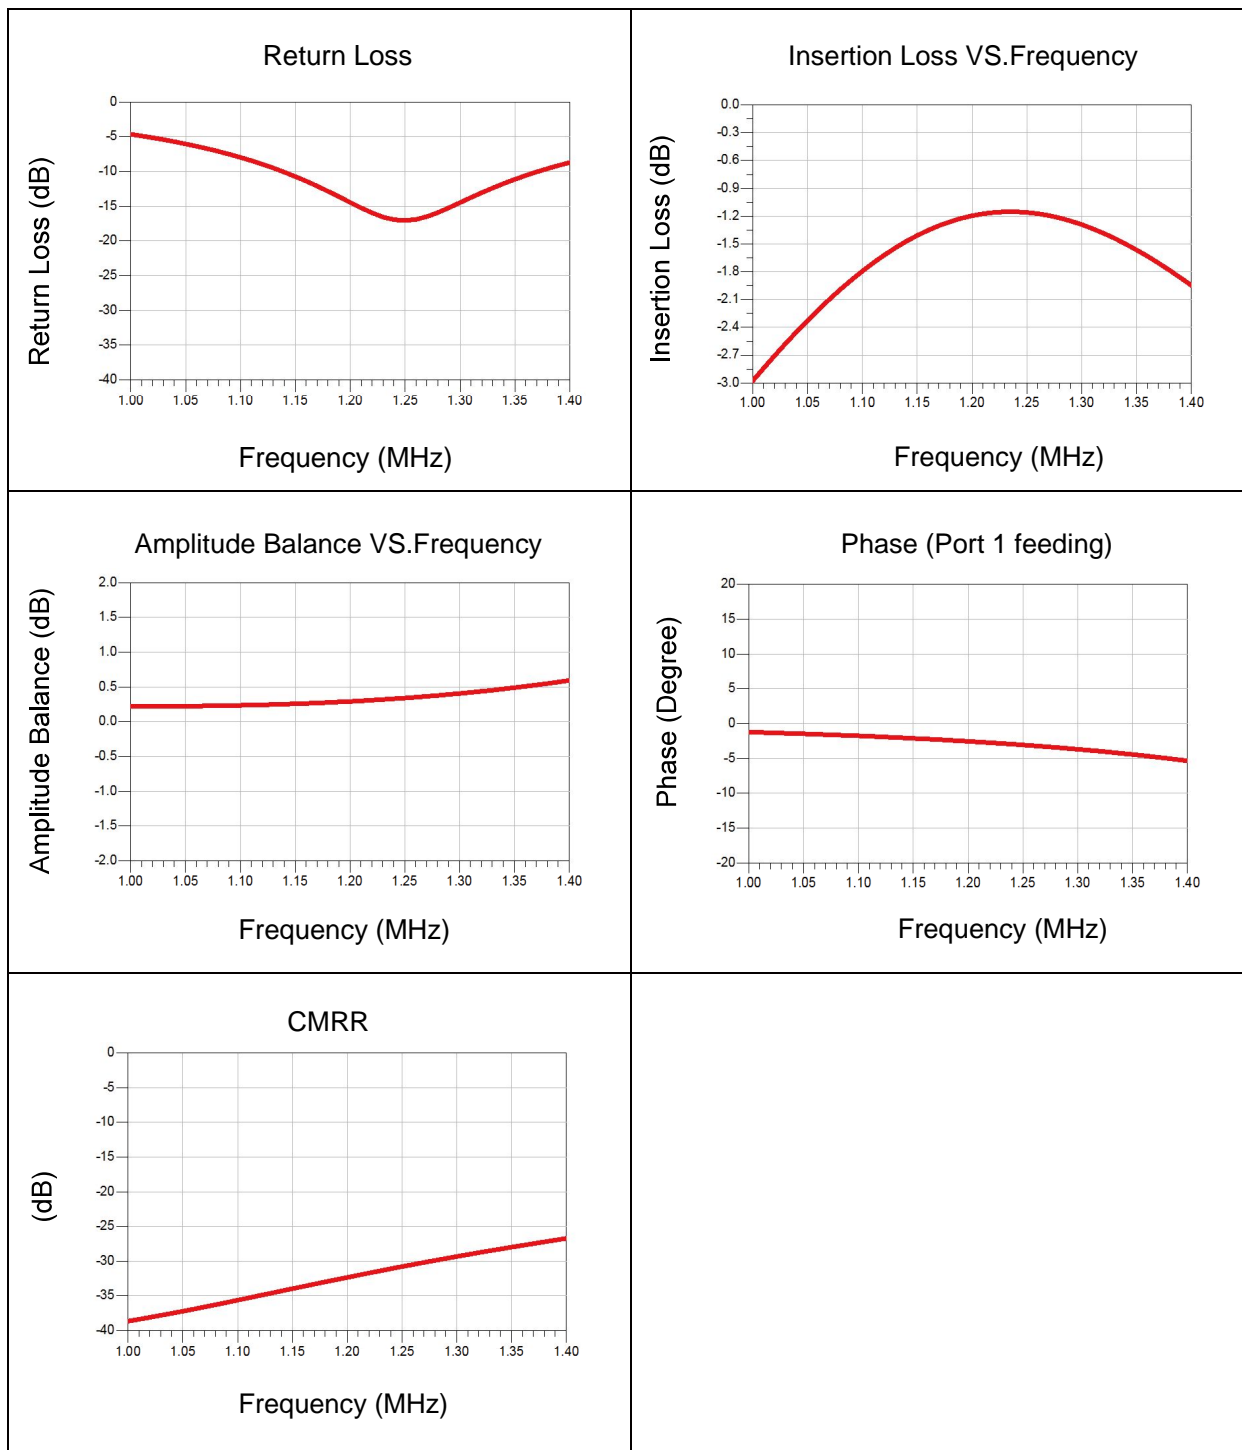 Return Loss
Return Loss (dB)
0
-5
-10
-15
-20
-25
-30
-35
-40
1.00 1.05 1.10 1.15 1.20 1.25 1.30 1.35 1.40
Frequency (MHz)
Insertion Loss VS.Frequency
Insertion Loss (dB)
0.0
-0.3
-0.6
-0.9
-1.2
-1.5
-1.8
-2.1
-2.4
-2.7
-3.0
1.00 1.05 1.10 1.15 1.20 1.25 1.30 1.35 1.40
Frequency (MHz)
Amplitude Balance VS.Frequency
Amplitude Balance (dB)
2.0
1.5
1.0
0.5
0.0
-0.5
-1.0
-1.5
-2.0
1.00 1.05 1.10 1.15 1.20 1.25 1.30 1.35 1.40
Frequency (MHz)
Phase (Port 1 feeding)
Phase (Degree)
20
15
10
5
0
-5
-10
-15
-20
1.00 1.05 1.10 1.15 1.20 1.25 1.30 1.35 1.40
Frequency (MHz)
CMRR
(dB)
0
-5
-10
-15
-20
-25
-30
-35
-40
1.00 1.05 1.10 1.15 1.20 1.25 1.30 1.35 1.40
Frequency (MHz)